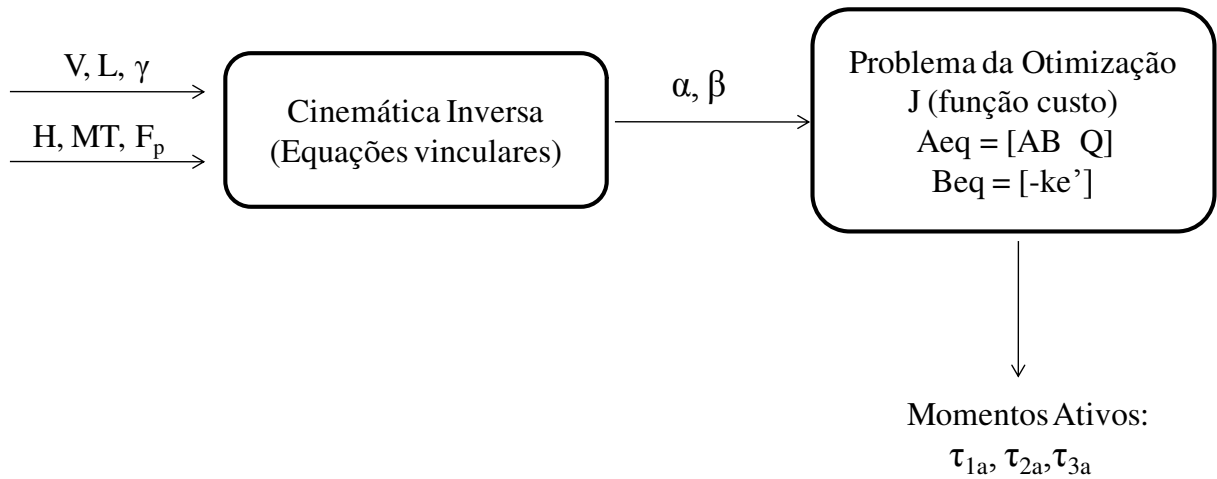 V, L, γ
H, MT, Fp
Cinemática Inversa
(Equações vinculares)
α, β
Problema da Otimização
J (função custo)
Aeq = [AB Q]
Beq = [-ke’]
Momentos Ativos:
τ1a, τ2a,τ3a